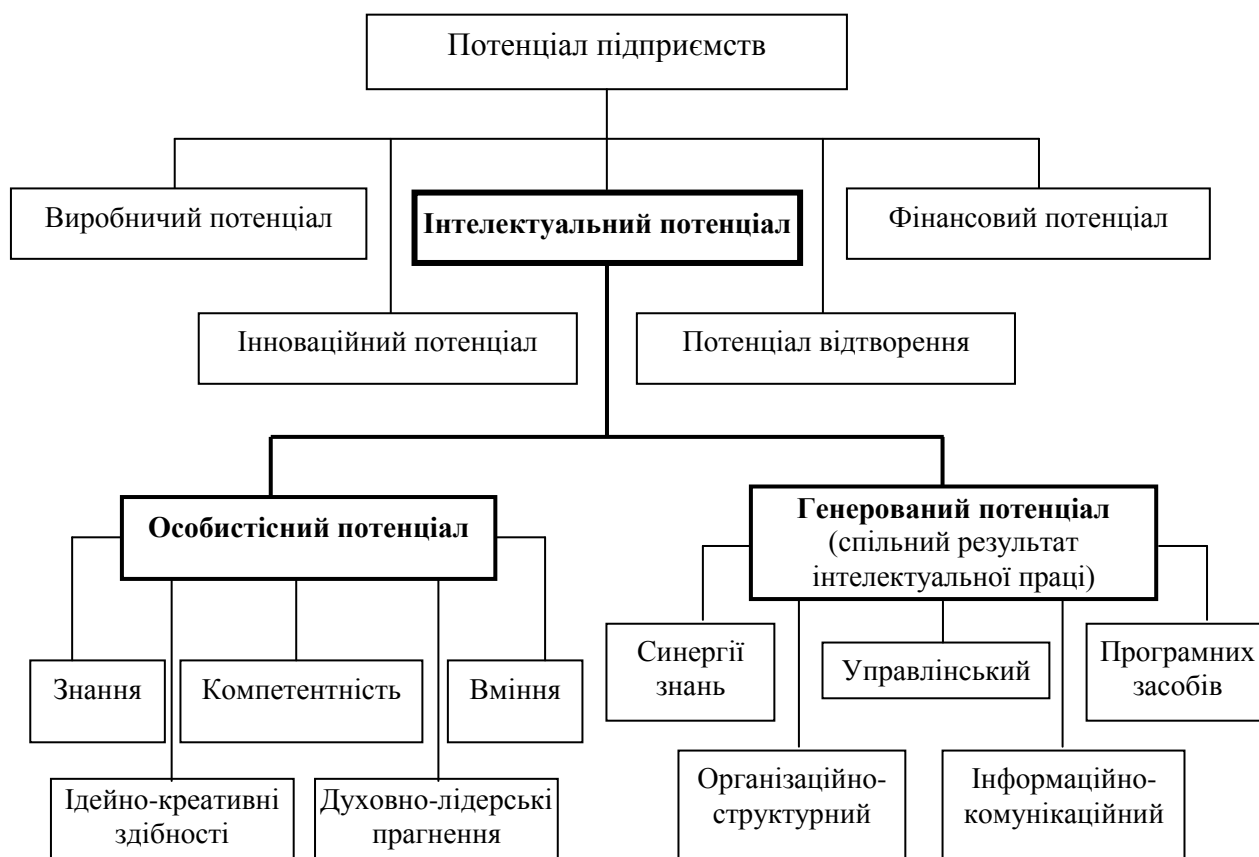 Потенціал підприємств
Виробничий потенціал
Інтелектуальний потенціал
Фінансовий потенціал
Інноваційний потенціал
Потенціал відтворення
Особистісний потенціал
Генерований потенціал
(спільний результат
інтелектуальної праці)
Знання
Компетентність
Вміння
Ідейно-креативні
здібності
Духовно-лідерські
прагнення
Синергії
знань
Управлінський
Програмних
засобів
Організаційно-
структурний
Інформаційно-
комунікаційний